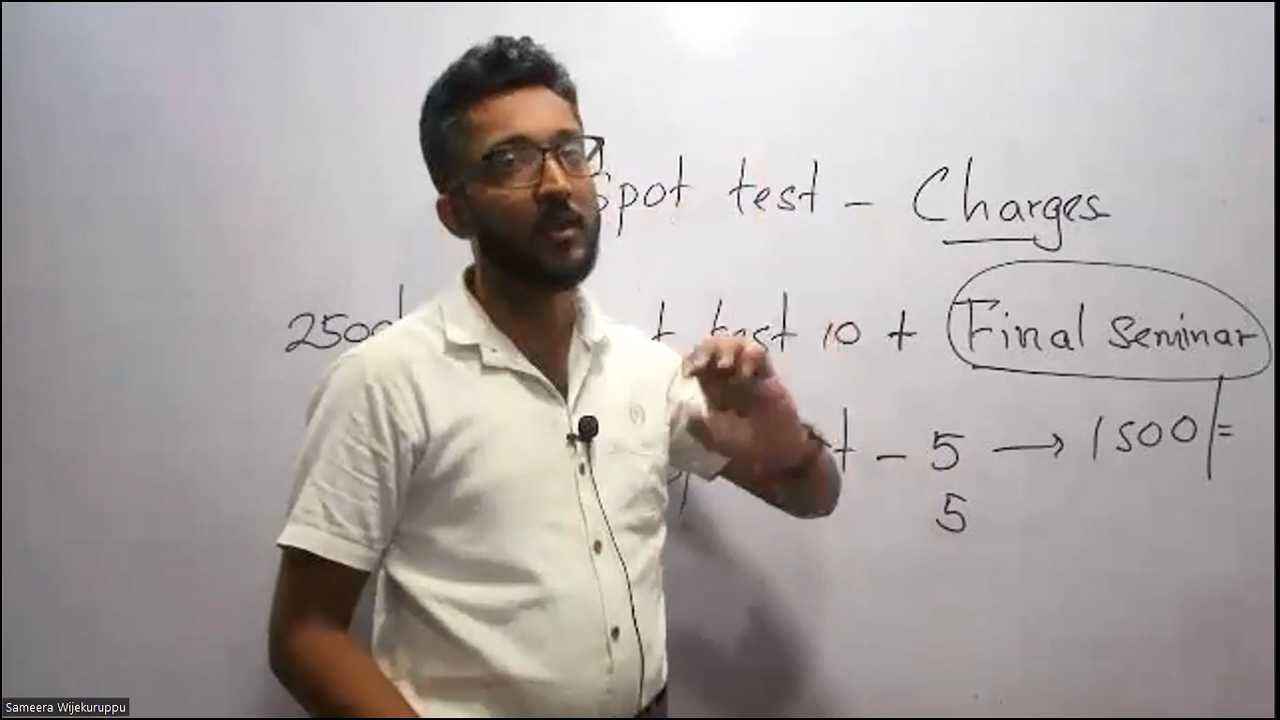 Spot test - Charges
2500/ test 10 + Final seminar
- 5 → 1500/=
5
Sameera Wijekuruppu